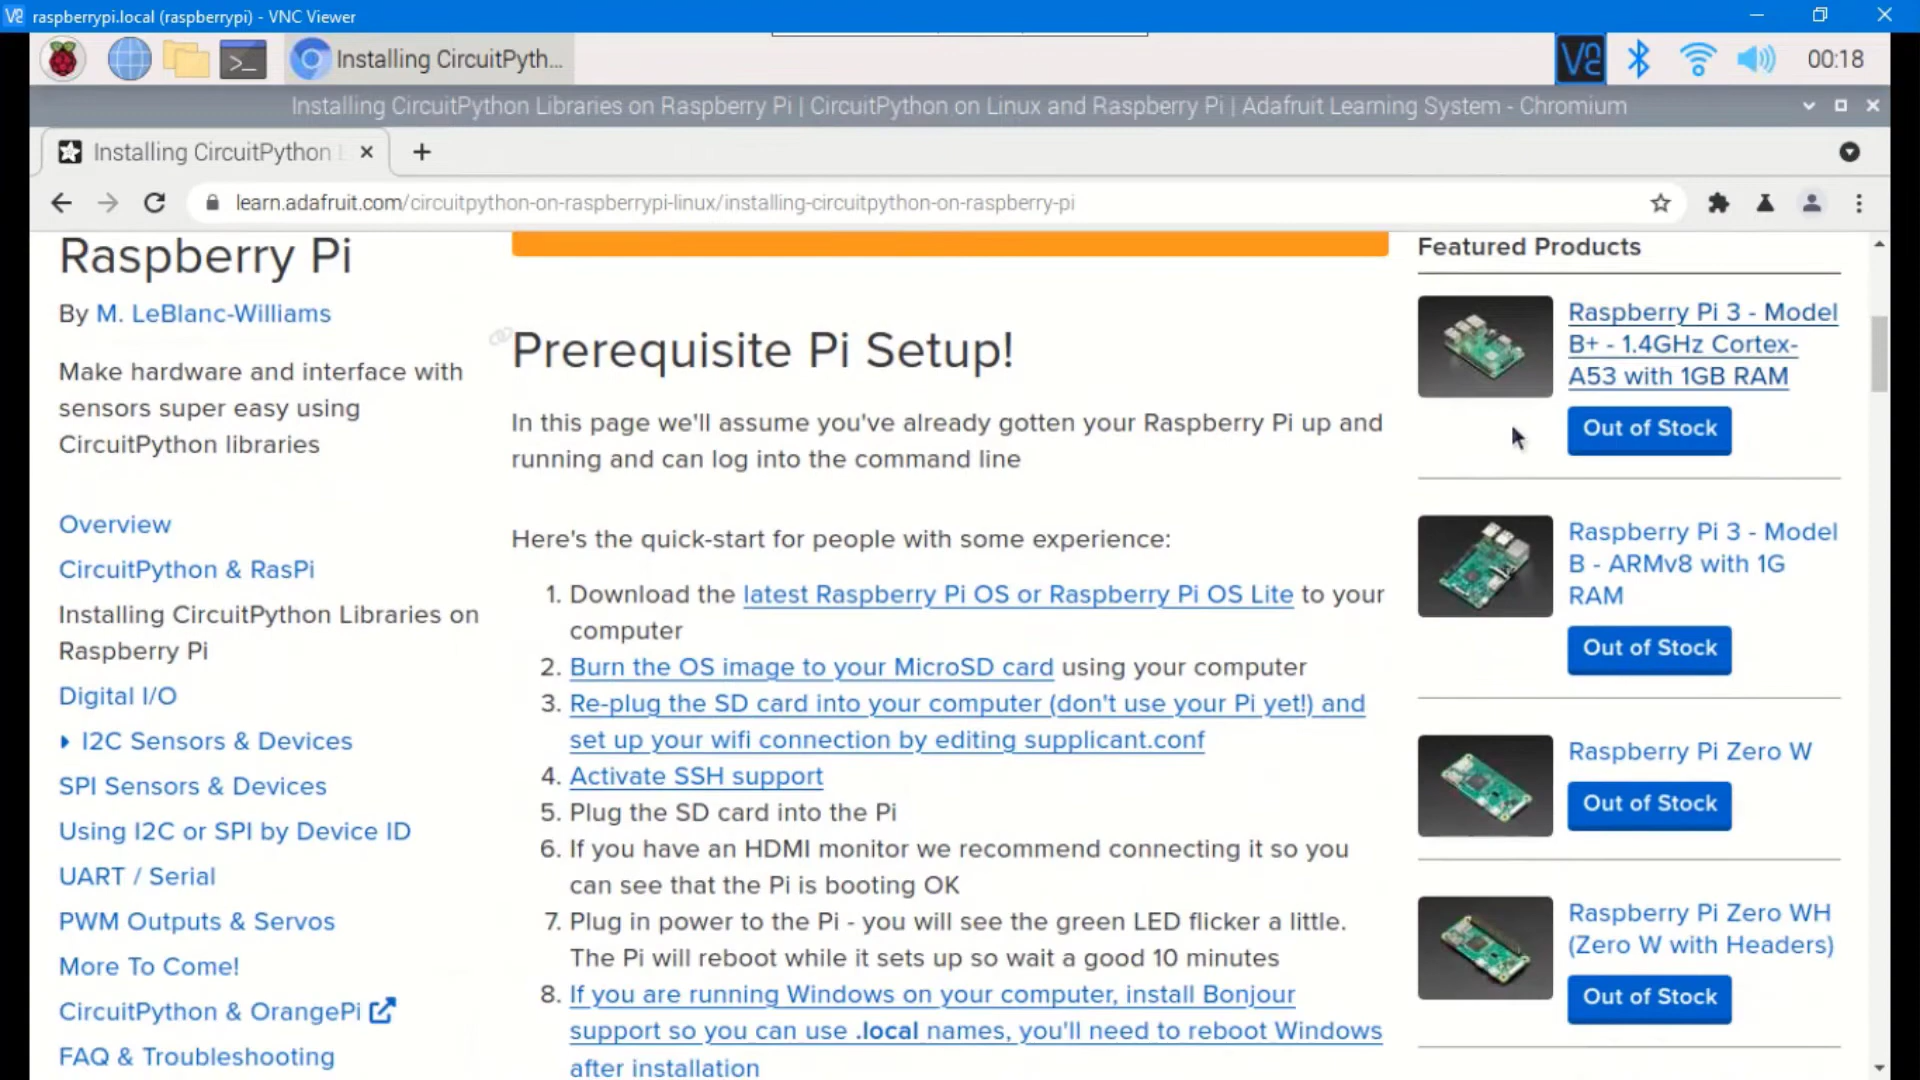 raspberrypi.local (raspberrypi) - VNC Viewer
Installing CircuitPyth...
00:18
Installing CircuitPython Libraries on Raspberry Pi | CircuitPython on Linux and Raspberry Pi | Adafruit Learning System - Chromium
Installing CircuitPython
learn.adafruit.com/circuitpython-on-raspberrypi-linux/installing-circuitpython-on-raspberry-pi
Raspberry Pi
By M. LeBlanc-Williams
Make hardware and interface with
sensors super easy using
CircuitPython libraries
Overview
CircuitPython & RasPi
Installing CircuitPython Libraries on
Raspberry Pi
Digital I/O
I2C Sensors & Devices
SPI Sensors & Devices
Using I2C or SPI by Device ID
UART / Serial
PWM Outputs & Servos
More To Come!
CircuitPython & OrangePi
FAQ & Troubleshooting
Prerequisite Pi Setup!
In this page we'll assume you've already gotten your Raspberry Pi up and
running and can log into the command line
Here's the quick-start for people with some experience:
1. Download the latest Raspberry Pi OS or Raspberry Pi OS Lite to your
computer
2. Burn the OS image to your MicroSD card using your computer
3. Re-plug the SD card into your computer (don't use your Pi yet!) and
set up your wifi connection by editing supplicant.conf
4. Activate SSH support
5. Plug the SD card into the Pi
6. If you have an HDMI monitor we recommend connecting it so you
can see that the Pi is booting OK
7. Plug in power to the Pi - you will see the green LED flicker a little.
The Pi will reboot while it sets up so wait a good 10 minutes
8. If you are running Windows on your computer, install Bonjour
support so you can use .local names, you'll need to reboot Windows
after installation
Featured Products
Raspberry Pi 3 - Model
B+ - 1.4GHz Cortex-
A53 with 1GB RAM
Out of Stock
Raspberry Pi 3 - Model
B - ARMv8 with 1G
RAM
Out of Stock
Raspberry Pi Zero W
Out of Stock
Raspberry Pi Zero WH
(Zero W with Headers)
Out of Stock